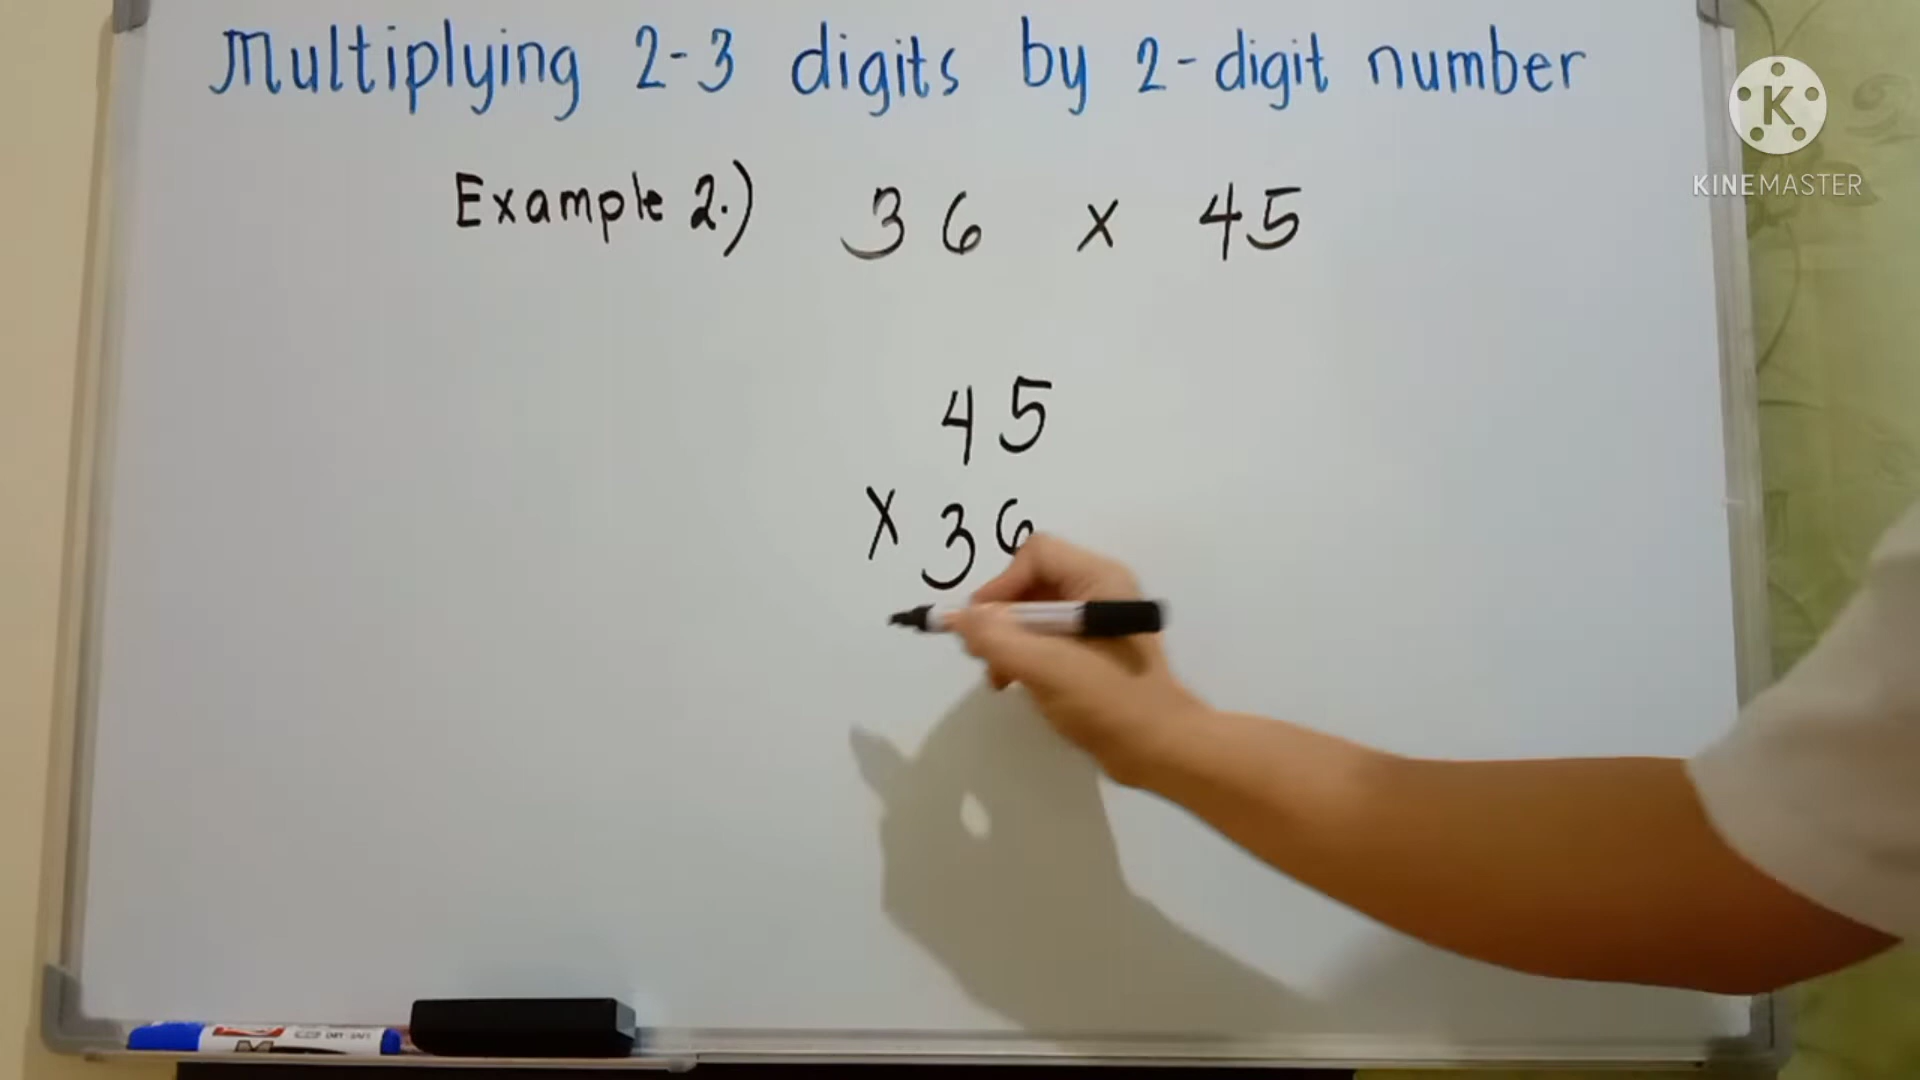 Multiplying 2-3 digits by 2-digit number
K
KINEMASTER
Example 2.) 36 x 45
45
x 36